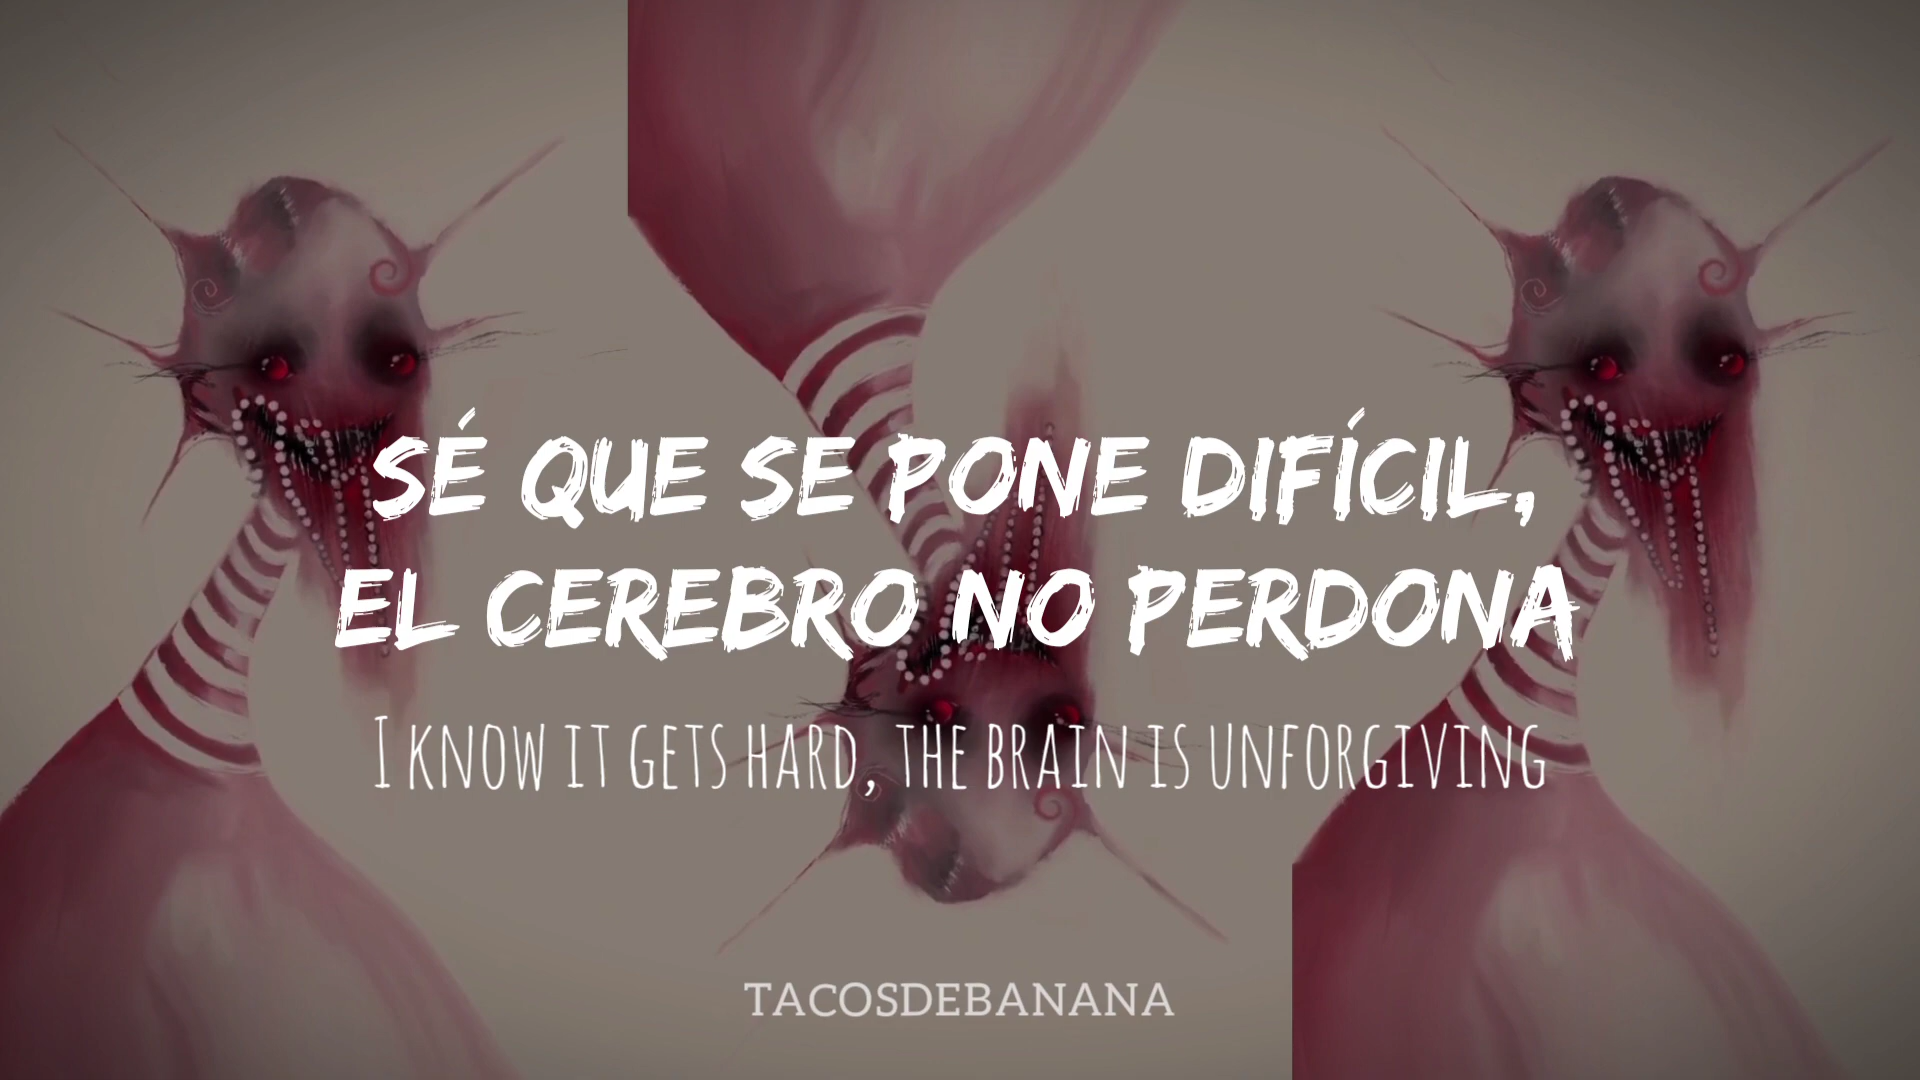 SÉ QUE SE PONE DIFÍCIL,
EL CEREBRO NO PERDONA
I KNOW IT GETS HARD, THE BRAIN IS UNFORGIVING
TACOSDEBANANA